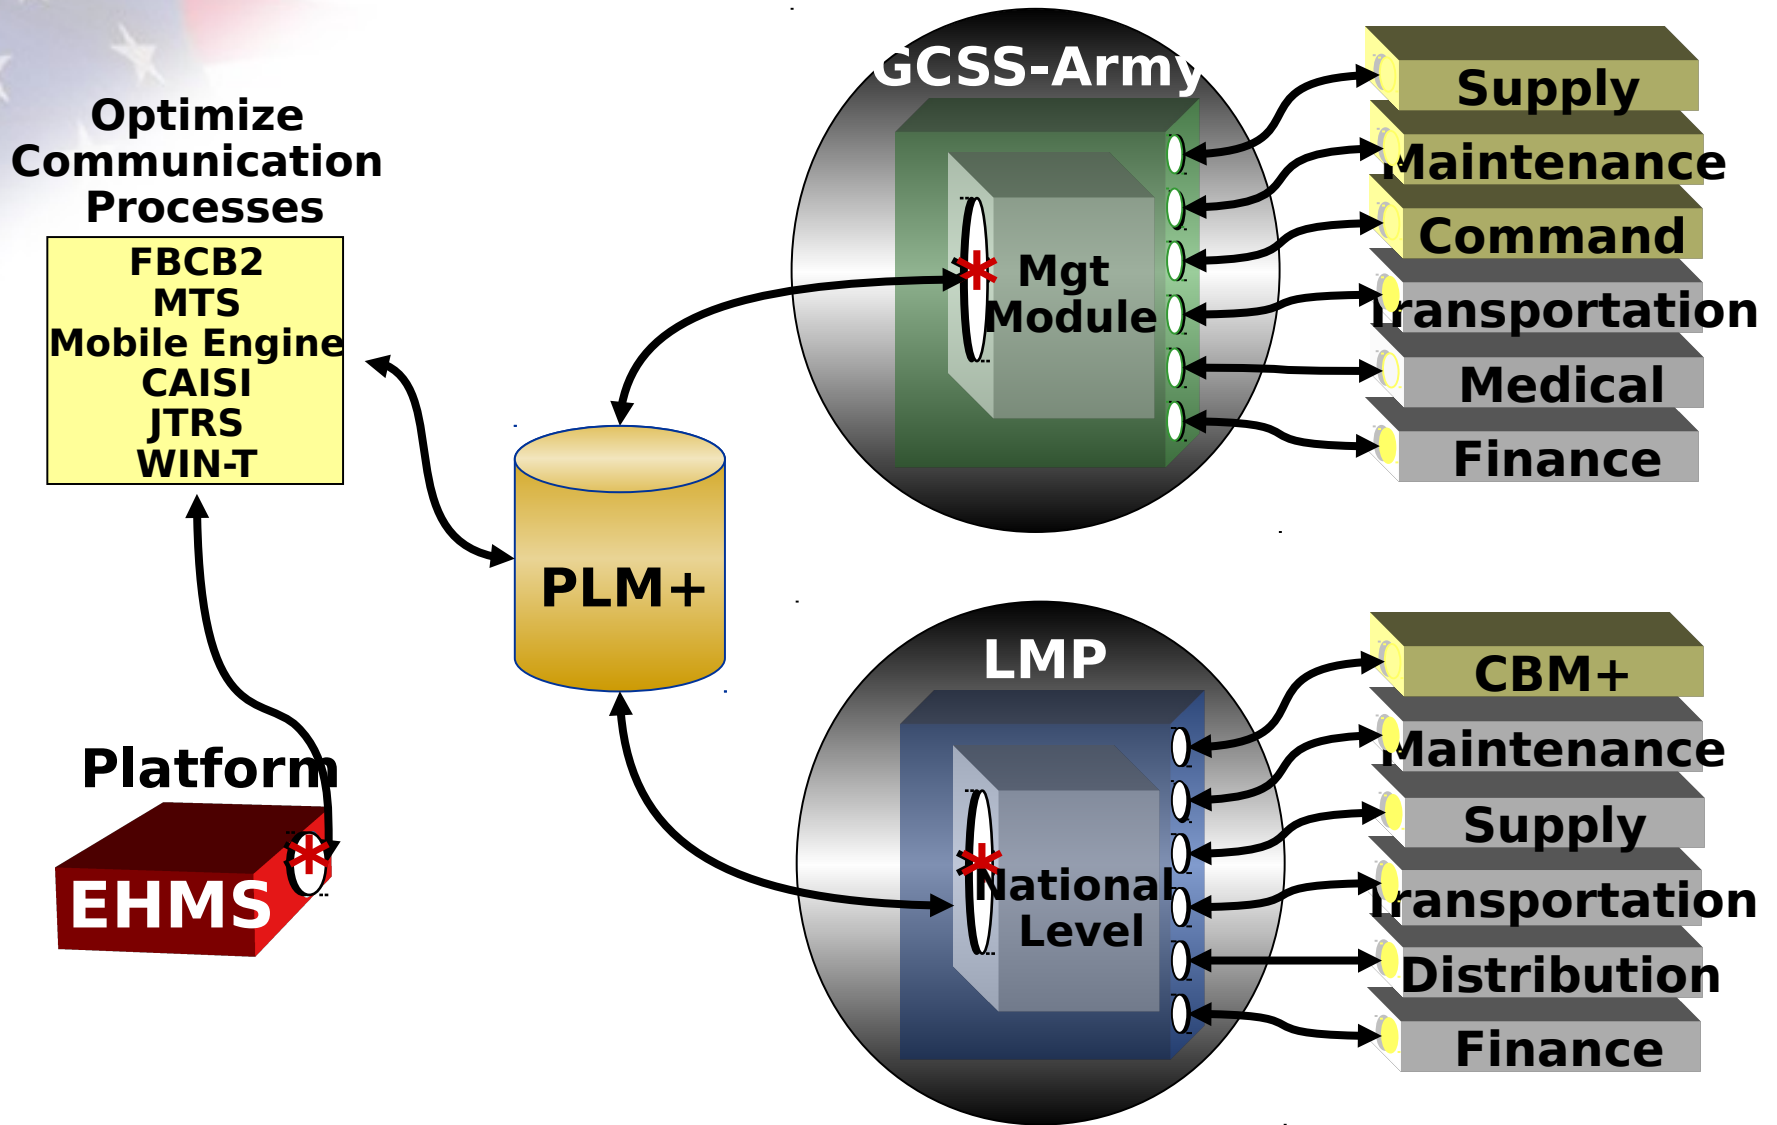 Optimize
Communication
Processes
FBCB2
MTS
Mobile Engine
CAISI
JTRS
WIN-T
Platform
*
EHMS
PLM+
GCSS-Army
*
Mgt
Module
Supply
Maintenance
Command
Transportation
Medical
Finance
LMP
*
National
Level
CBM+
Maintenance
Supply
Transportation
Distribution
Finance